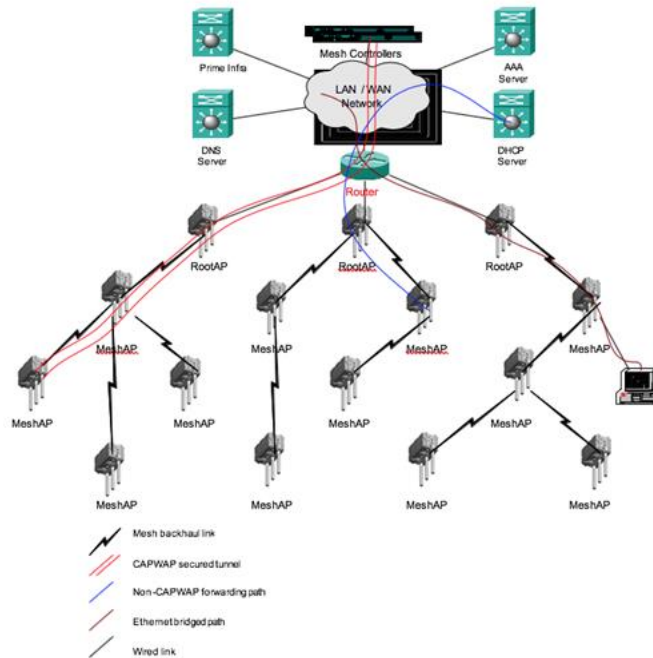 Mesh Controllers
Prime Infra
AAA
Server
LAN / WAN
Network
DNS
Server
DHCP
Server
Router
RootAP
RootAP
RootAP
MeshAP
MeshAP
MeshAP
MeshAP
MeshAP
MeshAP
MeshAP
MeshAP
MeshAP
MeshAP
MeshAP
MeshAP
MeshAP
Mesh backhaul link
CAPWAP secured tunnel
Non-CAPWAP forwarding path
Ethernet bridged path
Wired link